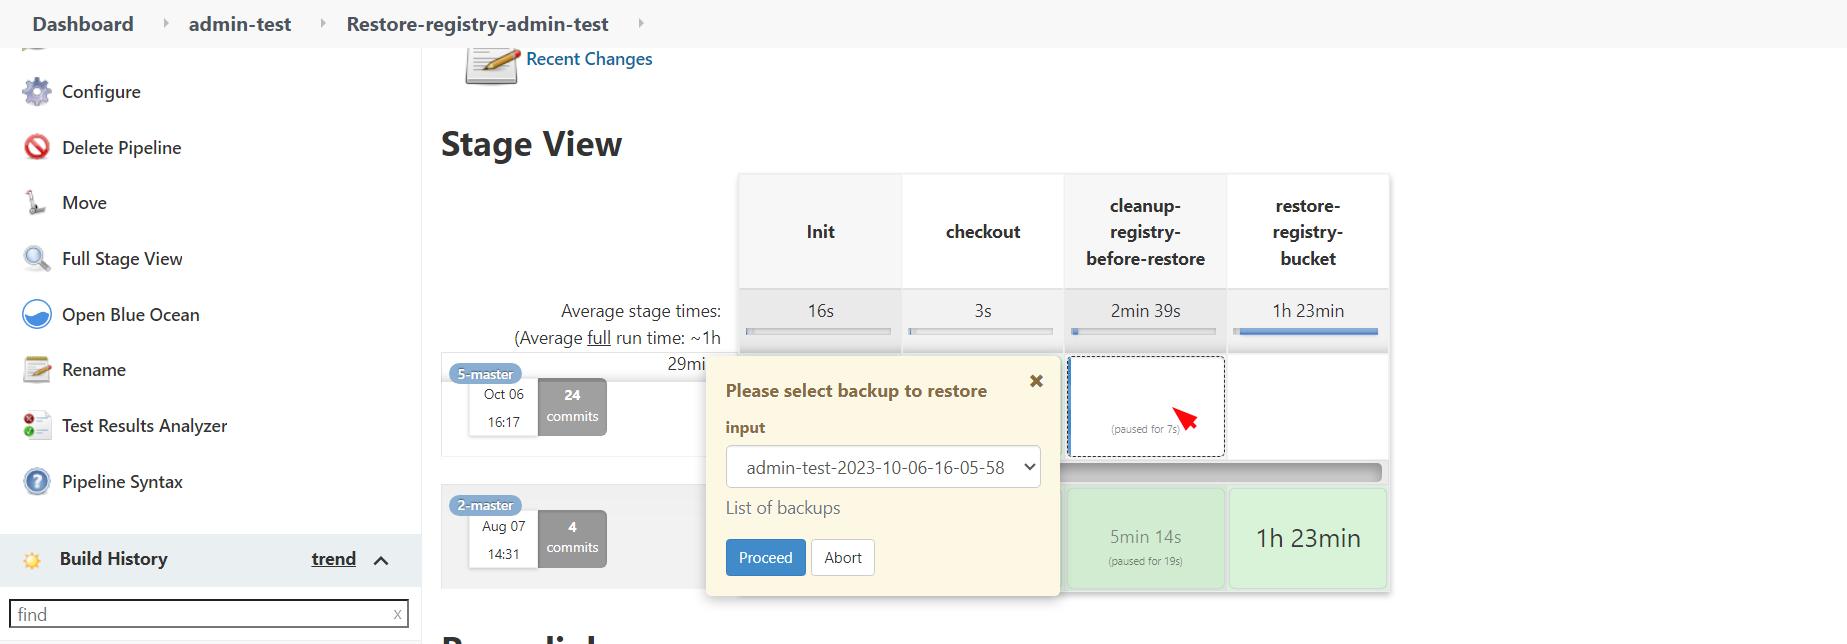 Dashboard
admin-test
Restore-registry-admin-test
Configure
Delete Pipeline
Move
Full Stage View
Open Blue Ocean
Rename
Test Results Analyzer
Pipeline Syntax
Build History
trend
find
x
Recent Changes
Stage View
Init
checkout
cleanup-
registry-
before-restore
restore-
registry-
bucket
Average stage times:
(Average full run time: ~1h
29mi
16s
3s
2min 39s
1h 23min
5-master
Oct 06
16:17
24
commits
Please select backup to restore
input
admin-test-2023-10-06-16-05-58
List of backups
Proceed
Abort
(paused for 7s)
2-master
Aug 07
14:31
4
commits
5min 14s
(paused for 19s)
1h 23min